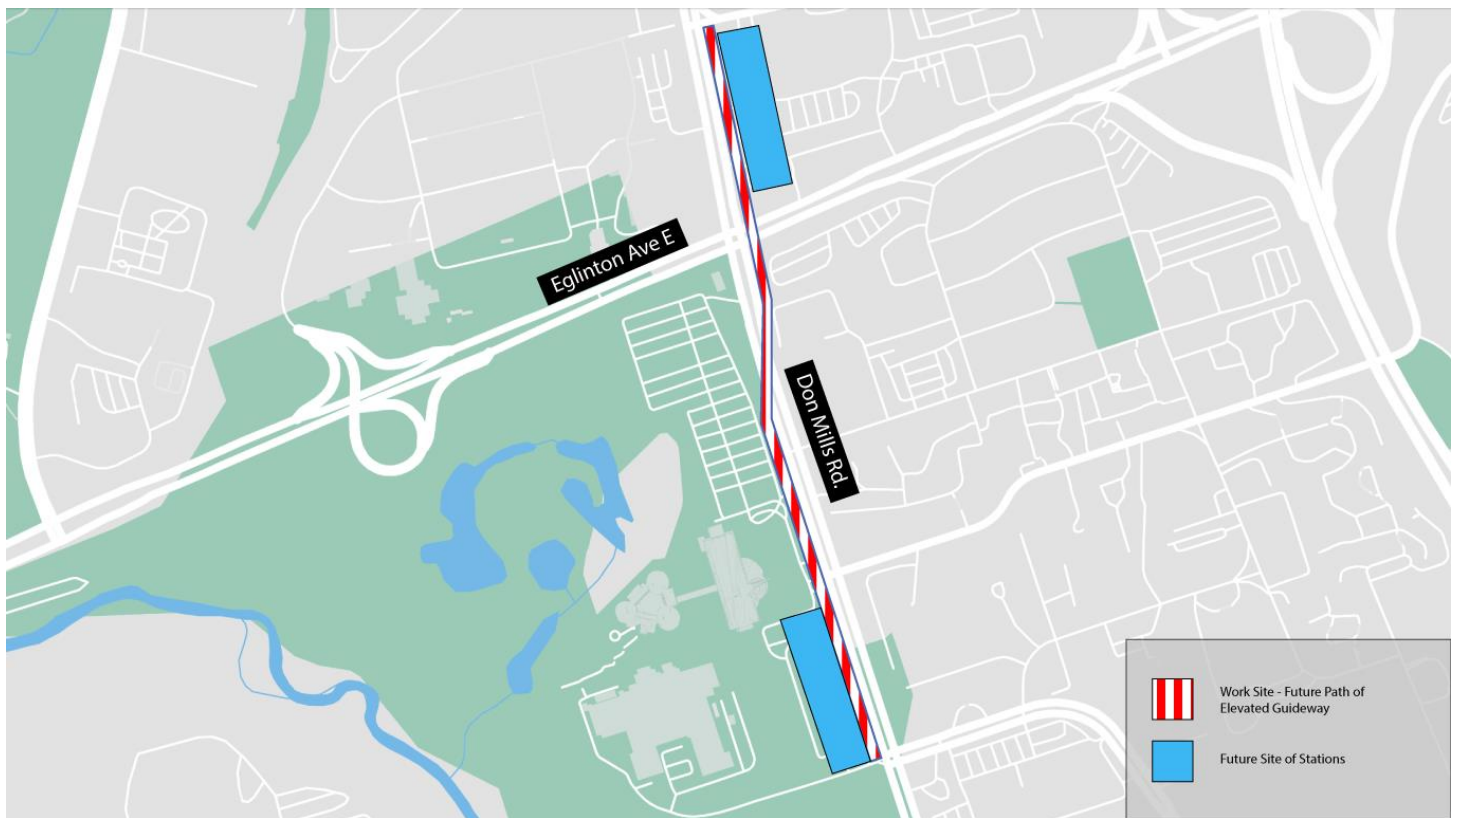 Eglinton Ave E
Don Mills Rd.
Work Site - Future Path of
Elevated Guideway
Future Site of Stations